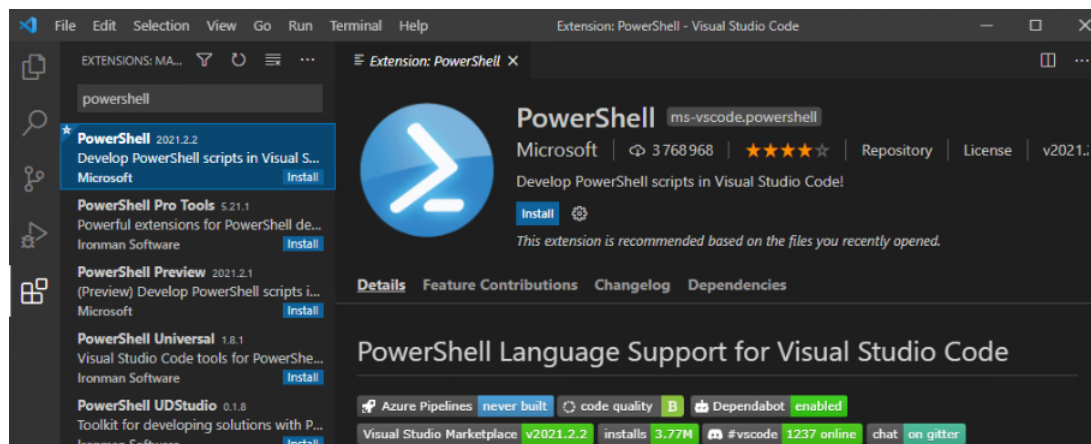 File Edit Selection View Go Run Terminal Help
Extension: PowerShell - Visual Studio Code
EXTENSIONS: MA...
powershell
PowerShell 2021.2.2
Develop PowerShell scripts in Visual S...
Microsoft Install
PowerShell Pro Tools 5.21.1
Powerful extensions for PowerShell de...
Ironman Software Install
PowerShell Preview 2021.2.1
(Preview) Develop PowerShell scripts i...
Microsoft Install
PowerShell Universal 1.8.1
Visual Studio Code tools for PowerShe...
Ironman Software Install
PowerShell UDStudio 0.1.8
Toolkit for developing solutions with P...
Ironman Software Install
Extension: PowerShell
PowerShell ms-vscode.powershell
Microsoft 3 768 968 Repository License v2021.
Develop PowerShell scripts in Visual Studio Code!
Install
This extension is recommended based on the files you recently opened.
Details Feature Contributions Changelog Dependencies
PowerShell Language Support for Visual Studio Code
Azure Pipelines never built code quality B Dependabot enabled
Visual Studio Marketplace v2021.2.2 installs 3.77M #vscode 1237 online chat on gitter